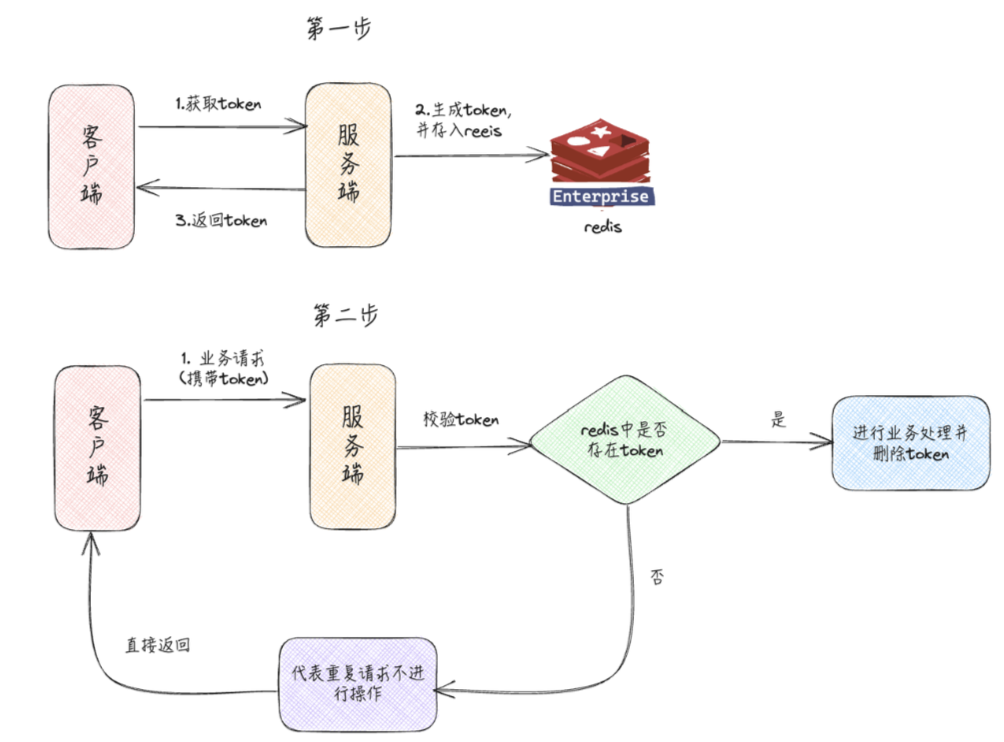 第一步
客户端
1.获取token
服务端
2.生成token,
并存入reeis
3.返回token
Enterprise
redis
第二步
客户端
1. 业务请求
(携带token)
服务端
校验token
redis中是否
存在token
是
进行业务处理并
删除token
否
直接返回
代表重复请求不进
行操作